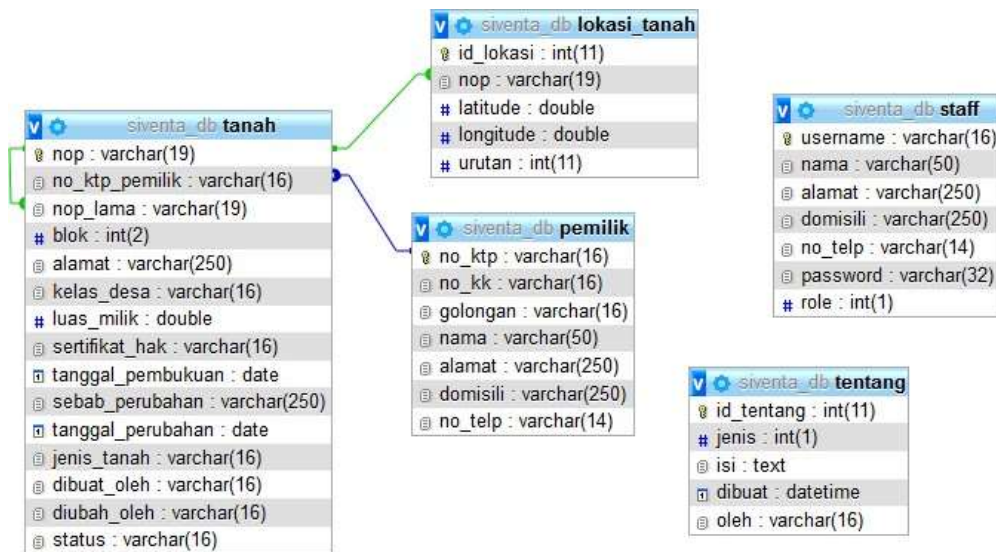 siventa_db lokasi_tanah
id_lokasi : int(11)
nop : varchar(19)
latitude : double
longitude : double
urutan : int(11)
siventa_db tanah
nop : varchar(19)
no_ktp_pemilik : varchar(16)
nop_lama : varchar(19)
blok : int(2)
alamat : varchar(250)
kelas_desa : varchar(16)
luas_milik : double
sertifikat_hak : varchar(16)
tanggal_pembukuan : date
sebab_perubahan : varchar(250)
tanggal_perubahan : date
jenis_tanah : varchar(16)
dibuat_oleh : varchar(16)
diubah_oleh : varchar(16)
status : varchar(16)
siventa_db pemilik
no_ktp : varchar(16)
no_kk : varchar(16)
golongan : varchar(16)
nama : varchar(50)
alamat : varchar(250)
domisili : varchar(250)
no_telp : varchar(14)
siventa_db staff
username : varchar(16)
nama : varchar(50)
alamat : varchar(250)
domisili : varchar(250)
no_telp : varchar(14)
password : varchar(32)
# role : int(1)
siventa_db tentang
id_tentang : int(11)
# jenis : int(1)
isi : text
dibuat : datetime
oleh : varchar(16)